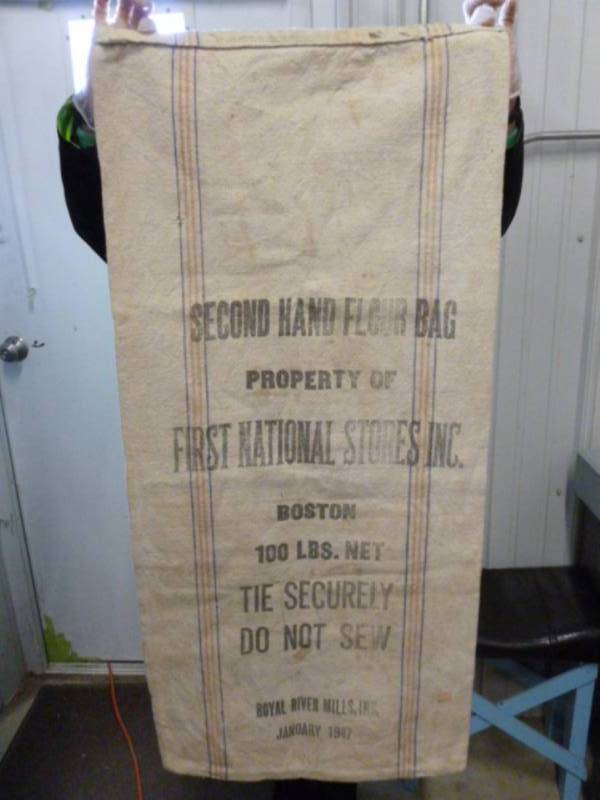 SECOND HAND FLOUR BAG
PROPERTY OF
FIRST NATIONAL STORES INC.
BOSTON
100 LBS. NET
TIE SECURELY
DO NOT SEW
ROYAL RIVER MILLS, INC.
JANUARY 1947